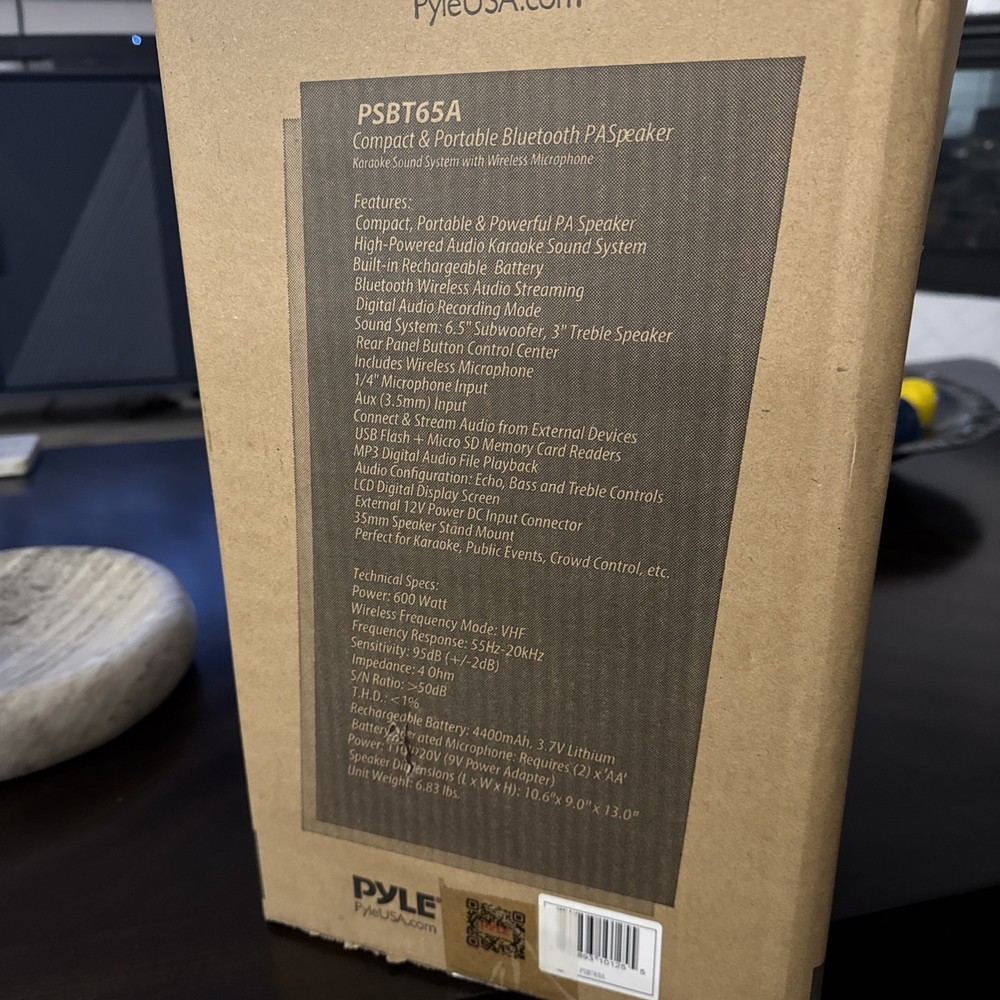 PyleUSA.com
PSBT65A
Compact & Portable Bluetooth PA Speaker
Karaoke Sound System with Wireless Microphone
Features:
Compact, Portable & Powerful PA Speaker
High-Powered Audio Karaoke Sound System
Built-in Rechargeable Battery
Bluetooth Wireless Audio Streaming
Digital Audio Recording Mode
Sound System: 6.5" Subwoofer, 3" Treble Speaker
Rear Panel Button Control Center
Includes Wireless Microphone
1/4" Microphone Input
Aux (3.5mm) Input
Connect & Stream Audio from External Devices
USB Flash + Micro SD Memory Card Readers
MP3 Digital Audio File Playback
Audio Configuration: Echo, Bass and Treble Controls
LCD Digital Display Screen
External 12V Power DC Input Connector
35mm Speaker Stand Mount
Perfect for Karaoke, Public Events, Crowd Control, etc.
Technical Specs:
Power: 600 Watt
Wireless Frequency Mode: VHF
Frequency Response: 55Hz-20kHz
Sensitivity: 95dB (+/-2dB)
Impedance: 4 Ohm
S/N Ratio: >50dB
T.H.D.: <1%
Rechargeable Battery: 4400mAh, 3.7V Lithium
Microphone: Requires (2) x 'AA'
Power: (9V Power Adapter)
Speaker Dimensions (L x W x H): 10.6"x 9.0" x 13.0"
Unit Weight: 6.83 lbs.
PYLE
PyleUSA.com
PSBT65A